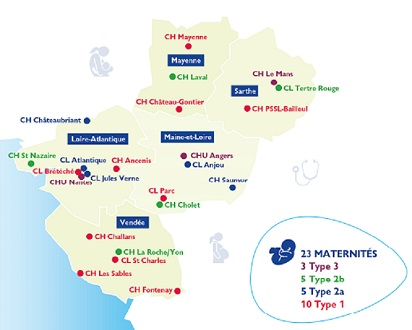 CH Mayenne
Mayenne
CH Laval
CH Le Mans
CL Tertre Rouge
Sarthe
CH Château-Gontier
CH PSSL-Bailleul
CH Châteaubriant
Loire-Atlantique
Maine-et-Loire
CH St Nazaire
CL Atlantique
CH Ancenis
CHU Angers
CL Anjou
CL Brétéché
CL Jules Verne
CHU Nantes
CH Saumur
CL Parc
CH Cholet
Vendée
CH Challans
CH La Roche/Yon
CL St Charles
CH Les Sables
CH Fontenay
23 MATERNITÉS
3 Type 3
5 Type 2b
5 Type 2a
10 Type 1